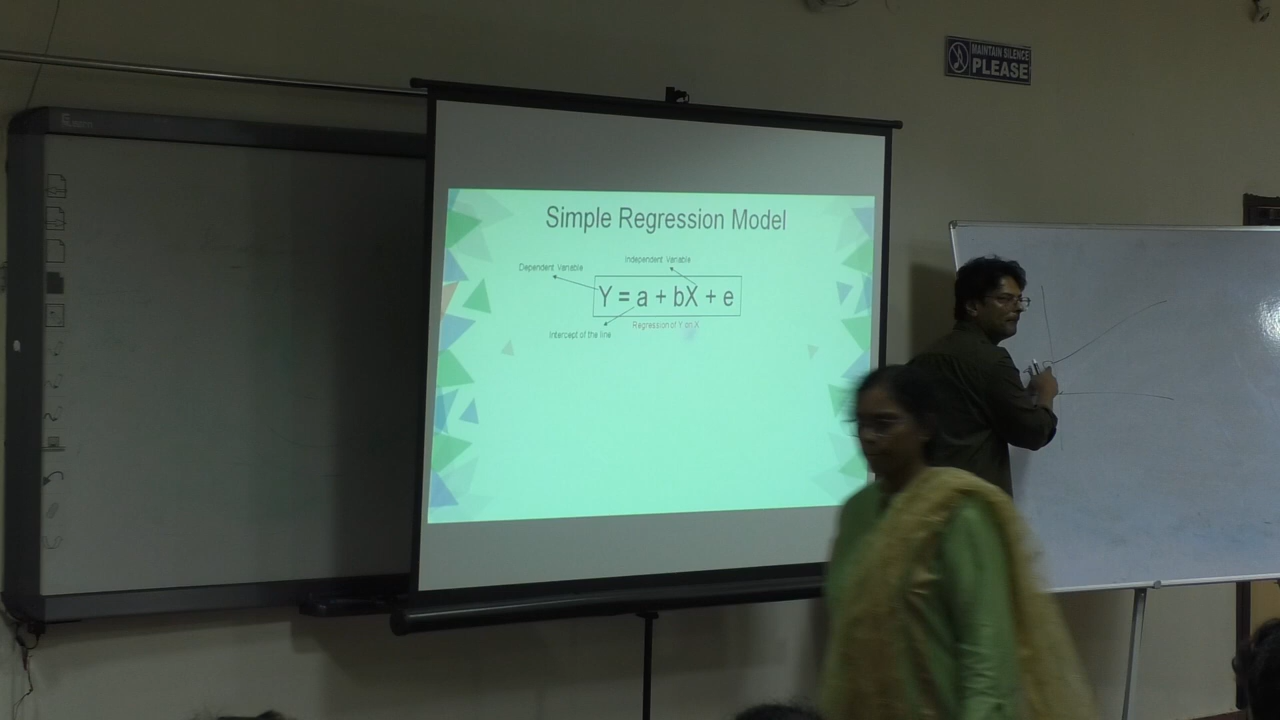 MAINTAIN SILENCE
PLEASE
Simple Regression Model
Independent Variable
Dependent Variable
Y = a + bX + e
Regression of Y on X
Intercept of the line